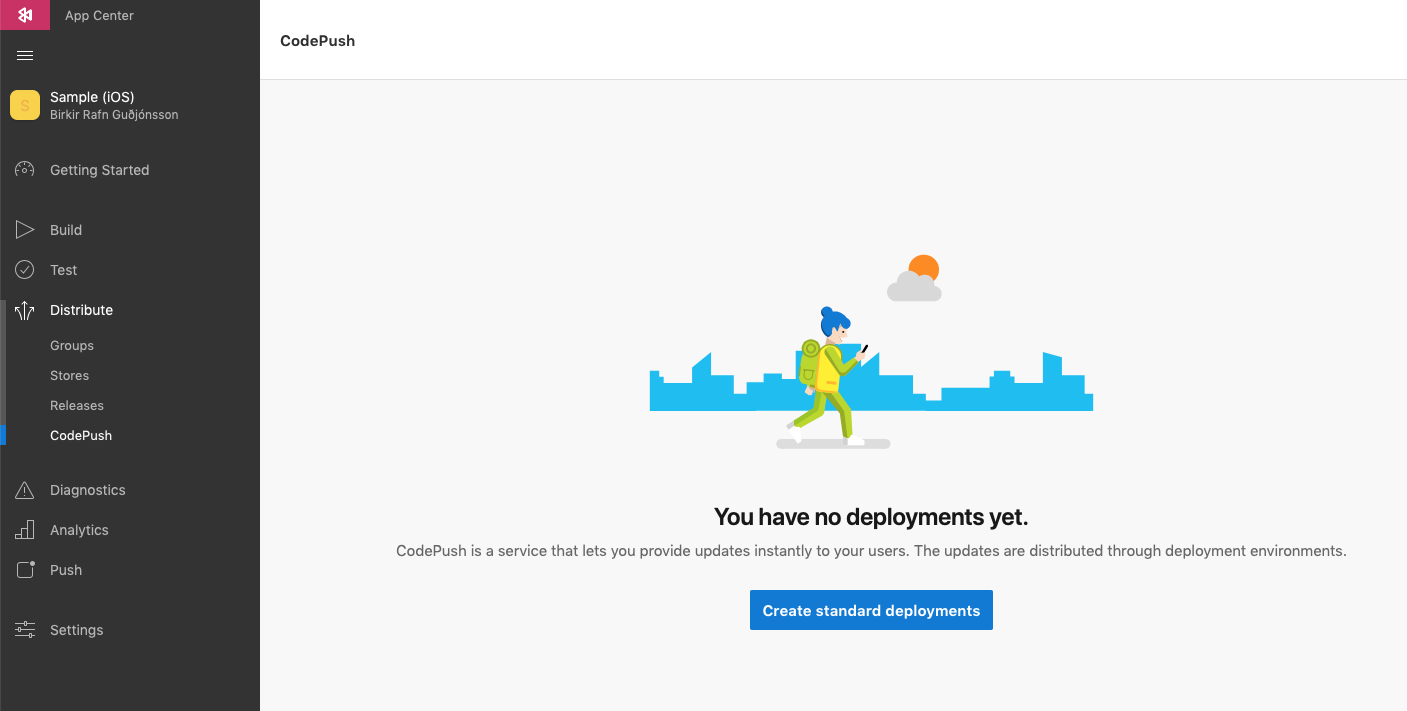 App Center
S
Sample (iOS)
Birkir Rafn Guðjónsson
Getting Started
Build
Test
Distribute
Groups
Stores
Releases
CodePush
Diagnostics
Analytics
Push
Settings
CodePush
You have no deployments yet.
CodePush is a service that lets you provide updates instantly to your users. The updates are distributed through deployment environments.
Create standard deployments